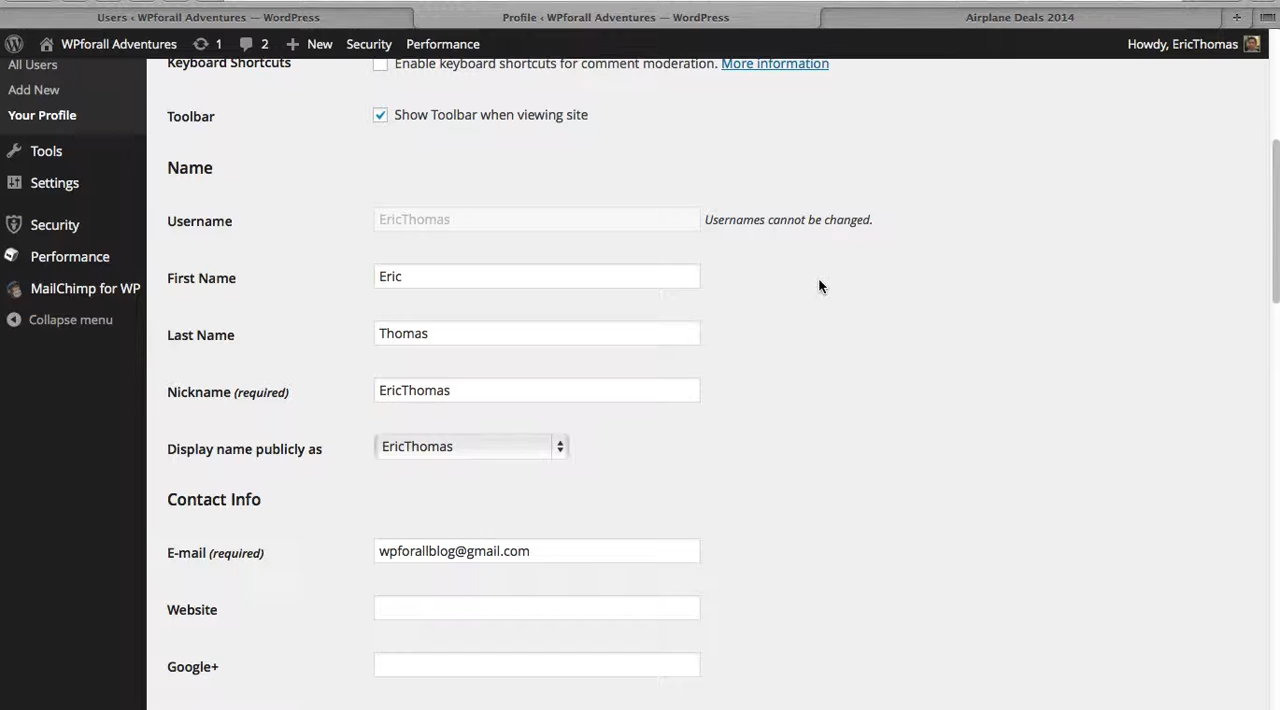 Users ‹ WPforall Adventures — WordPress
Profile ‹ WPforall Adventures — WordPress
Airplane Deals 2014
+
WPforall Adventures
1
2
New
Security
Performance
Howdy, EricThomas
All Users
Add New
Your Profile
Tools
Settings
Security
Performance
MailChimp for WP
Collapse menu
Keyboard Shortcuts
Enable keyboard shortcuts for comment moderation. More information
Toolbar
Show Toolbar when viewing site
Name
Username
EricThomas
Usernames cannot be changed.
First Name
Eric
Last Name
Thomas
Nickname (required)
EricThomas
Display name publicly as
EricThomas
Contact Info
E-mail (required)
wpforallblog@gmail.com
Website
Google+